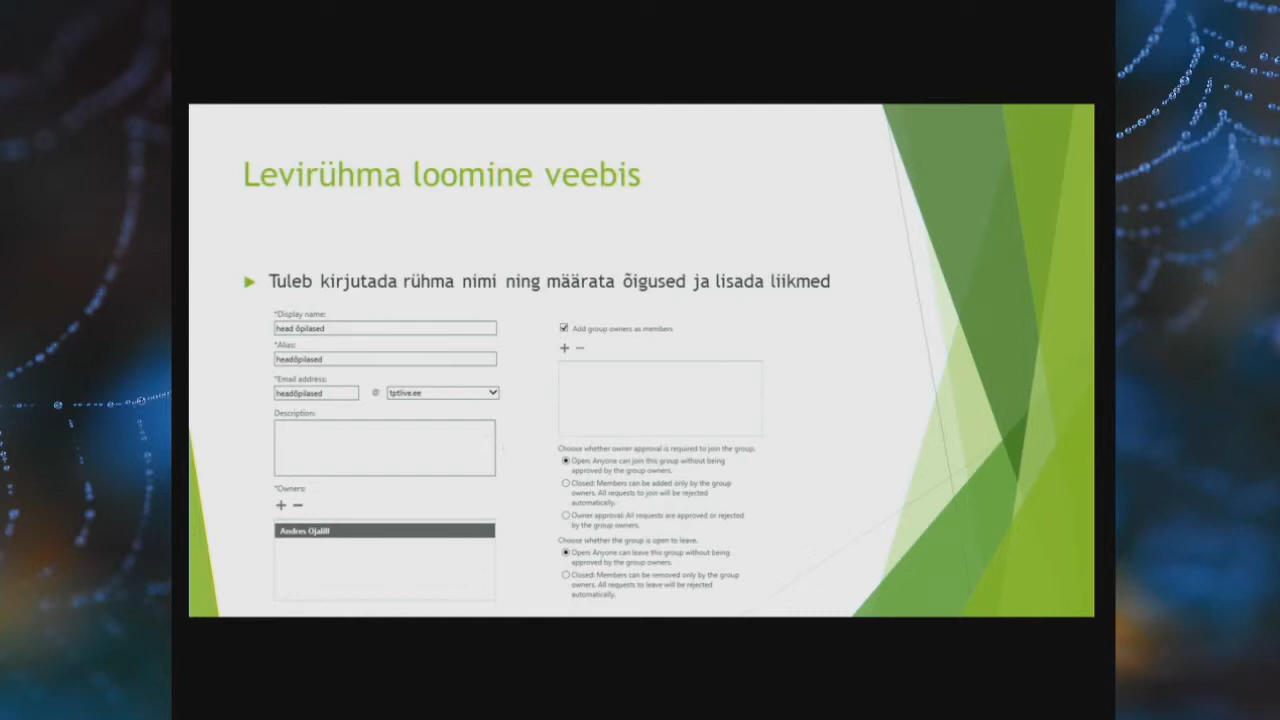 Levirühma loomine veebis
Tuleb kirjutada rühma nimi ning määrata õigused ja lisada liikmed
*Display name:
head õpilased
*Alias:
headõpilased
*Email address:
headõpilased @ tptlive.ee
Description:
*Owners:
Andres Ojalill
Add group owners as members
Choose whether owner approval is required to join the group.
Open: Anyone can join this group without being
approved by the group owners.
Closed: Members can be added only by the group
owners. All requests to join will be rejected
automatically.
Owner approval: All requests are approved or rejected
by the group owners.
Choose whether the group is open to leave.
Open: Anyone can leave this group without being
approved by the group owners.
Closed: Members can be removed only by the group
owners. All requests to leave will be rejected
automatically.